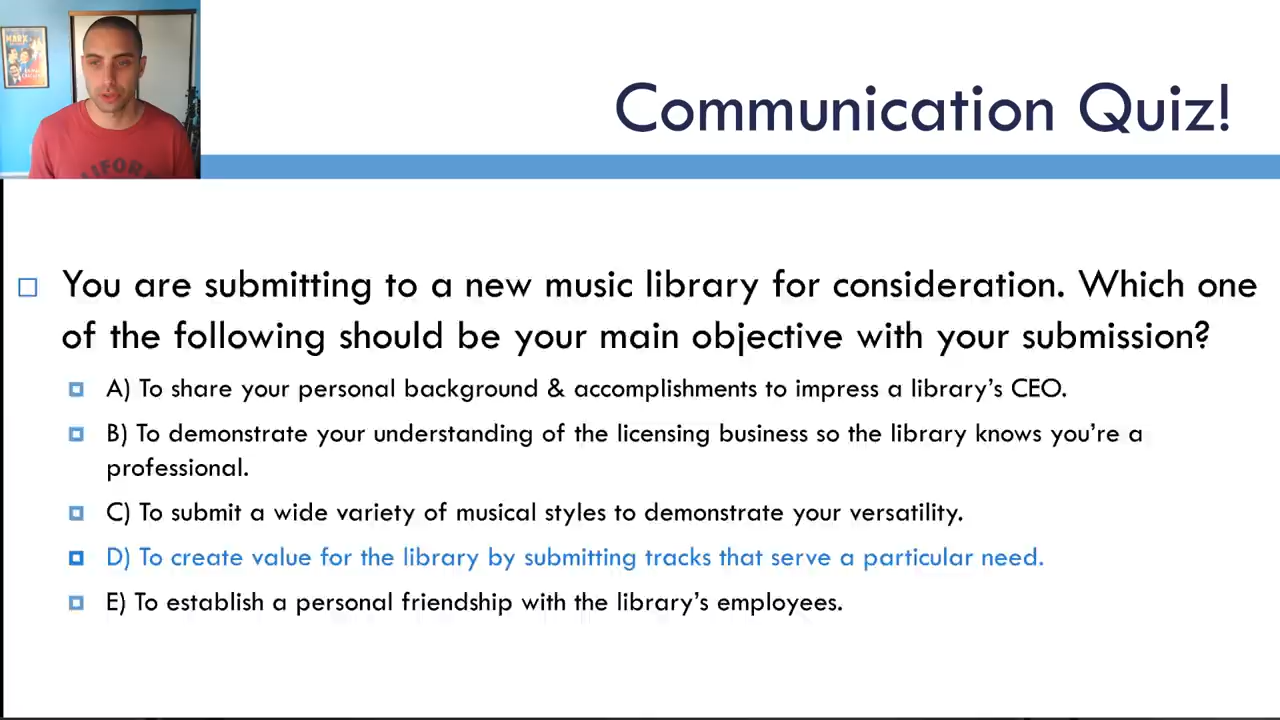 MARX
Communication Quiz!
You are submitting to a new music library for consideration. Which one
of the following should be your main objective with your submission?
A) To share your personal background & accomplishments to impress a library's CEO.
B) To demonstrate your understanding of the licensing business so the library knows you're a
professional.
C) To submit a wide variety of musical styles to demonstrate your versatility.
D) To create value for the library by submitting tracks that serve a particular need.
E) To establish a personal friendship with the library's employees.